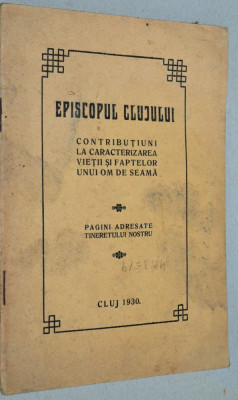 EPISCOPUL CLUJULUI
CONTRIBUȚIUNI
LA CARACTERIZAREA
VIEȚII ȘI FAPTELOR
UNUI OM DE SEAMĂ
PAGINI ADRESATE
TINERETULUI NOSTRU
CLUJ 1930.